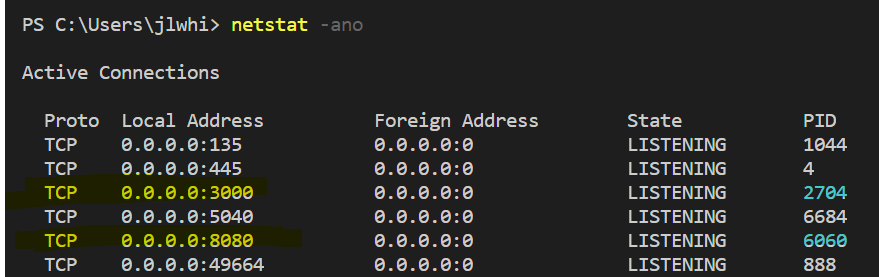 PS C:\Users\jlwhi> netstat -ano
Active Connections
Proto Local Address Foreign Address State PID
TCP 0.0.0.0:135 0.0.0.0:0 LISTENING 1044
TCP 0.0.0.0:445 0.0.0.0:0 LISTENING 4
TCP 0.0.0.0:3000 0.0.0.0:0 LISTENING 2704
TCP 0.0.0.0:5040 0.0.0.0:0 LISTENING 6684
TCP 0.0.0.0:8080 0.0.0.0:0 LISTENING 6060
TCP 0.0.0.0:49664 0.0.0.0:0 LISTENING 888